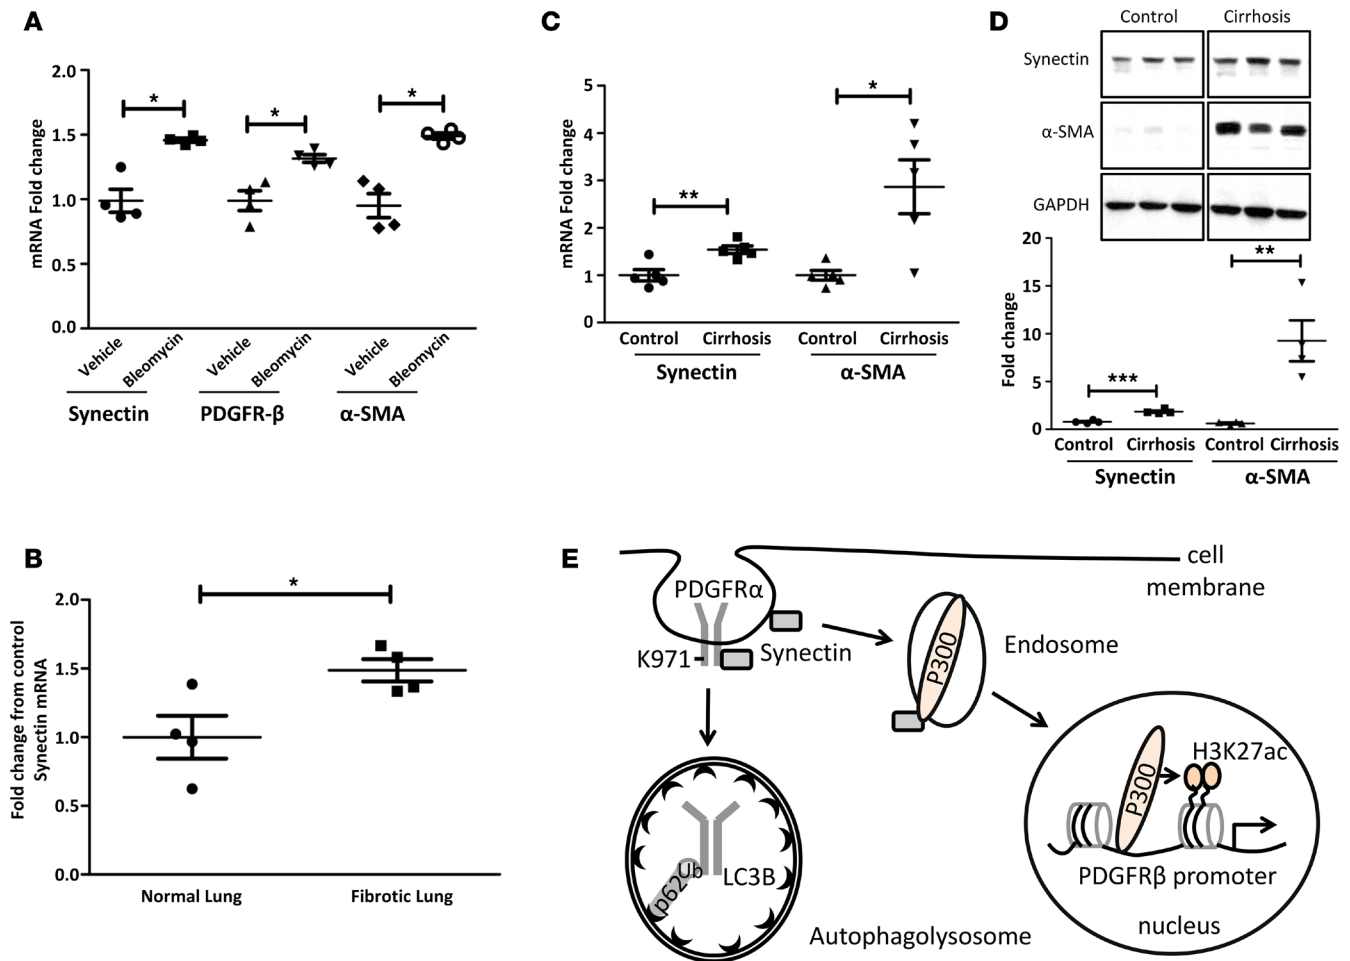 A
2.0
1.5
1.0
0.5
0.0
mRNA Fold change
*
*
*
Vehicle
Bleomycin
Vehicle
Bleomycin
Vehicle
Bleomycin
Synectin
PDGFR-β
α-SMA
C
5
4
3
2
1
0
mRNA Fold change
**
*
Control
Cirrhosis
Control
Cirrhosis
Synectin
α-SMA
D
Control
Cirrhosis
Synectin
α-SMA
GAPDH
20
15
10
5
0
Fold change
***
**
Control
Cirrhosis
Control
Cirrhosis
Synectin
α-SMA
B
2.0
1.5
1.0
0.5
0.0
Fold change from control
Synectin mRNA
*
Normal Lung
Fibrotic Lung
E
cell
membrane
PDGFRα
K971
Synectin
P300
Endosome
H3K27ac
P300
PDGFRβ promoter
nucleus
p62
Ub
LC3B
Autophagolysosome